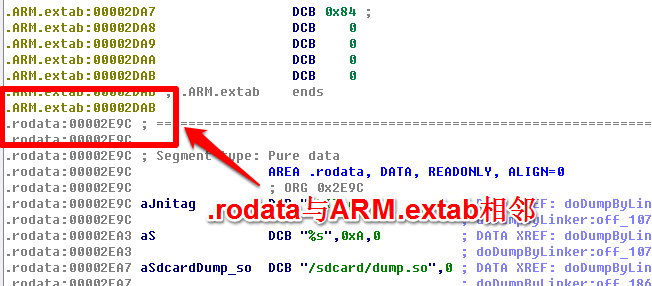 .ARM.extab:00002DA7 DCB 0x84 ;
.ARM.extab:00002DA8 DCB 0
.ARM.extab:00002DA9 DCB 0
.ARM.extab:00002DAA DCB 0
.ARM.extab:00002DAB DCB 0
.ARM.extab:00002DAB ; .ARM.extab ends
.ARM.extab:00002DAB
.rodata:00002E9C ; ===========================================================
.rodata:00002E9C
.rodata:00002E9C ; Segment type: Pure data
.rodata:00002E9C AREA .rodata, DATA, READONLY, ALIGN=0
.rodata:00002E9C ; ORG 0x2E9C
.rodata:00002E9C aJnitag ; DATA XREF: doDumpByLin
.rodata:00002E9C ; doDumpByLinker:off_107
.rodata与ARM.extab相邻
.rodata:00002EA3 aS DCB "%s",0xA,0 ; DATA XREF: doDumpByLin
.rodata:00002EA3 ; doDumpByLinker:off_107
.rodata:00002EA7 aSdcardDump_so DCB "/sdcard/dump.so",0 ; DATA XREF: doDumpByLin
.rodata:00002EA7 ; doDumpByLinker:off_186